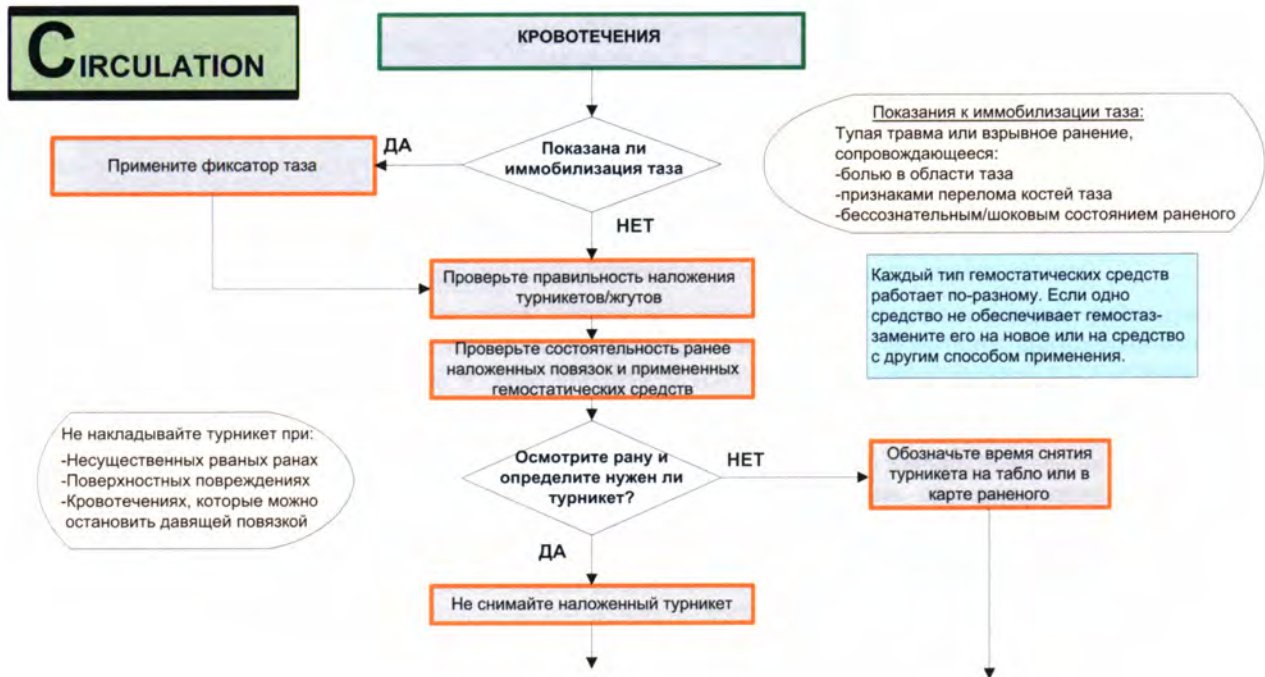 CIRCULATION
КРОВОТЕЧЕНИЯ
Показания к иммобилизации таза:
Тупая травма или взрывное ранение,
сопровождающееся:
-болью в области таза
-признаками перелома костей таза
-бессознательным/шоковым состоянием раненого
Показана ли
иммобилизация таза
ДА
Примените фиксатор таза
НЕТ
Проверьте правильность наложения
турникетов/жгутов
Каждый тип гемостатических средств
работает по-разному. Если одно
средство не обеспечивает гемостаз-
замените его на новое или на средство
с другим способом применения.
Проверьте состоятельность ранее
наложенных повязок и примененных
гемостатических средств
Не накладывайте турникет при:
-Несущественных рваных ранах
-Поверхностных повреждениях
-Кровотечениях, которые можно
остановить давящей повязкой
Осмотрите рану и
определите нужен ли
турникет?
НЕТ
Обозначьте время снятия
турникета на табло или в
карте раненого
ДА
Не снимайте наложенный турникет